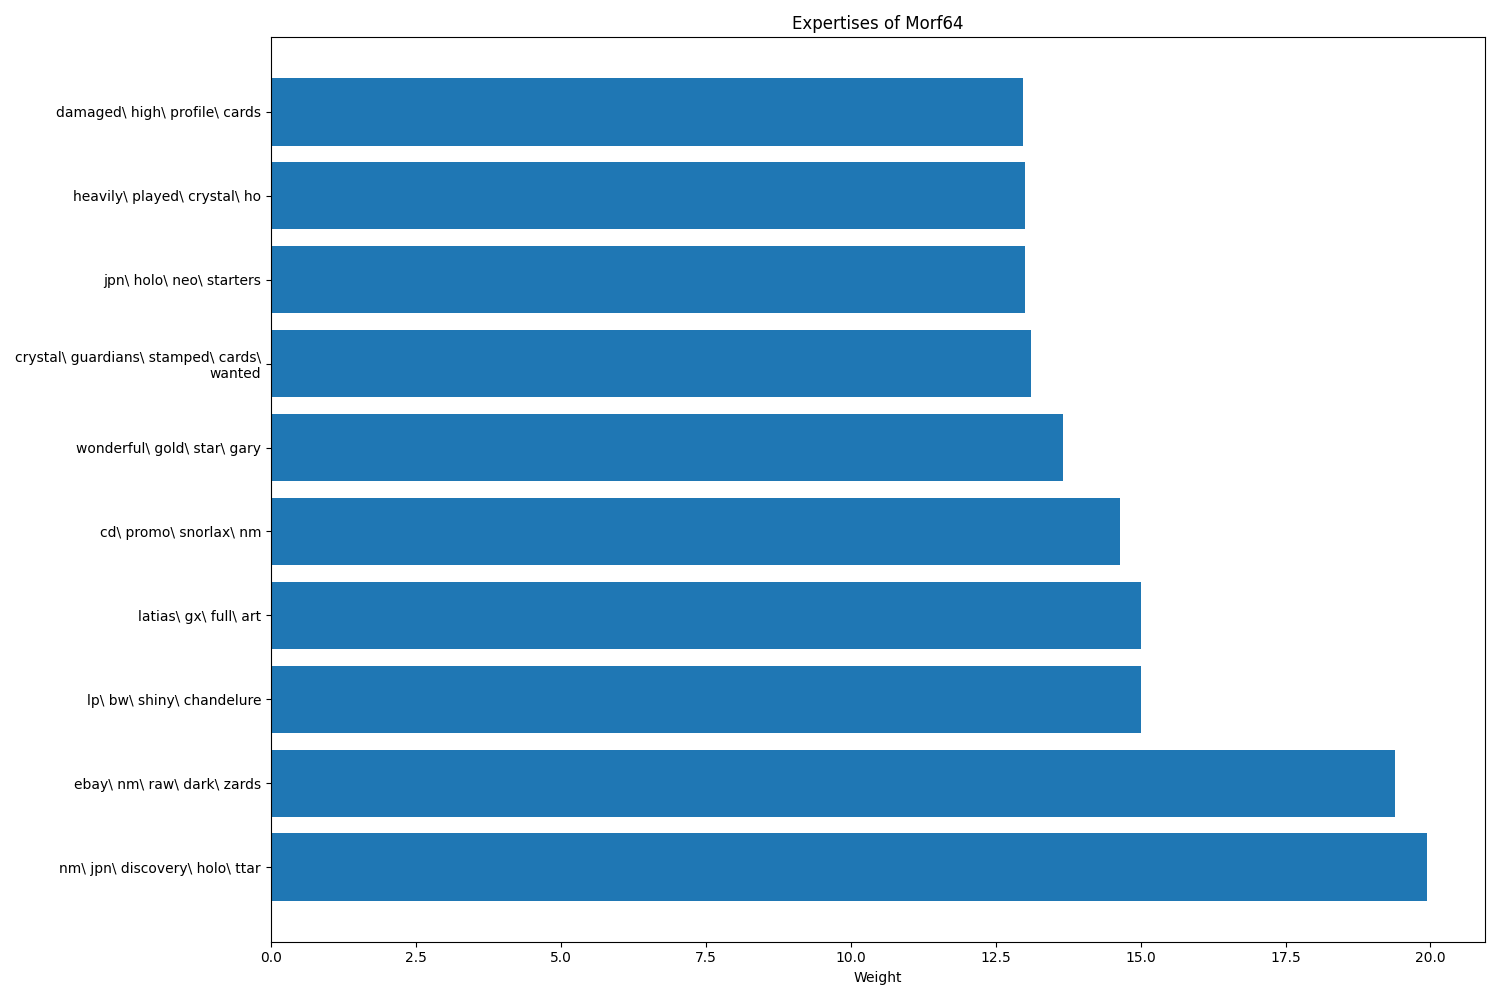 Expertises of Morf64
damaged\ high\ profile\ cards
heavily\ played\ crystal\ ho
jpn\ holo\ neo\ starters
crystal\ guardians\ stamped\ cards\
wanted
wonderful\ gold\ star\ gary
cd\ promo\ snorlax\ nm
latias\ gx\ full\ art
lp\ bw\ shiny\ chandelure
ebay\ nm\ raw\ dark\ zards
nm\ jpn\ discovery\ holo\ ttar
0.0 2.5 5.0 7.5 10.0 12.5 15.0 17.5 20.0
Weight